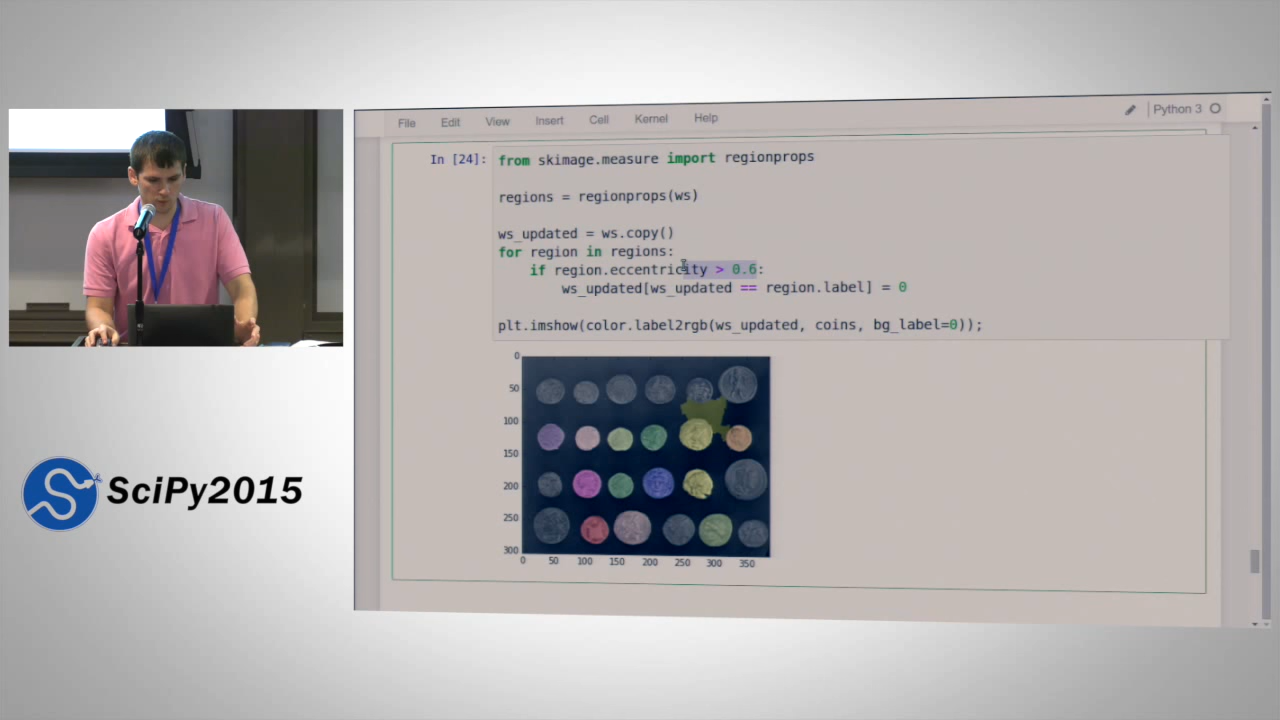 File Edit View Insert Cell Kernel Help Python 3
In [24]: from skimage.measure import regionprops
regions = regionprops(ws)
ws_updated = ws.copy()
for region in regions:
if region.eccentricity > 0.6:
ws_updated[ws_updated == region.label] = 0
plt.imshow(color.label2rgb(ws_updated, coins, bg_label=0));
0
50
100
150
200
250
300
0 50 100 150 200 250 300 350
SciPy2015